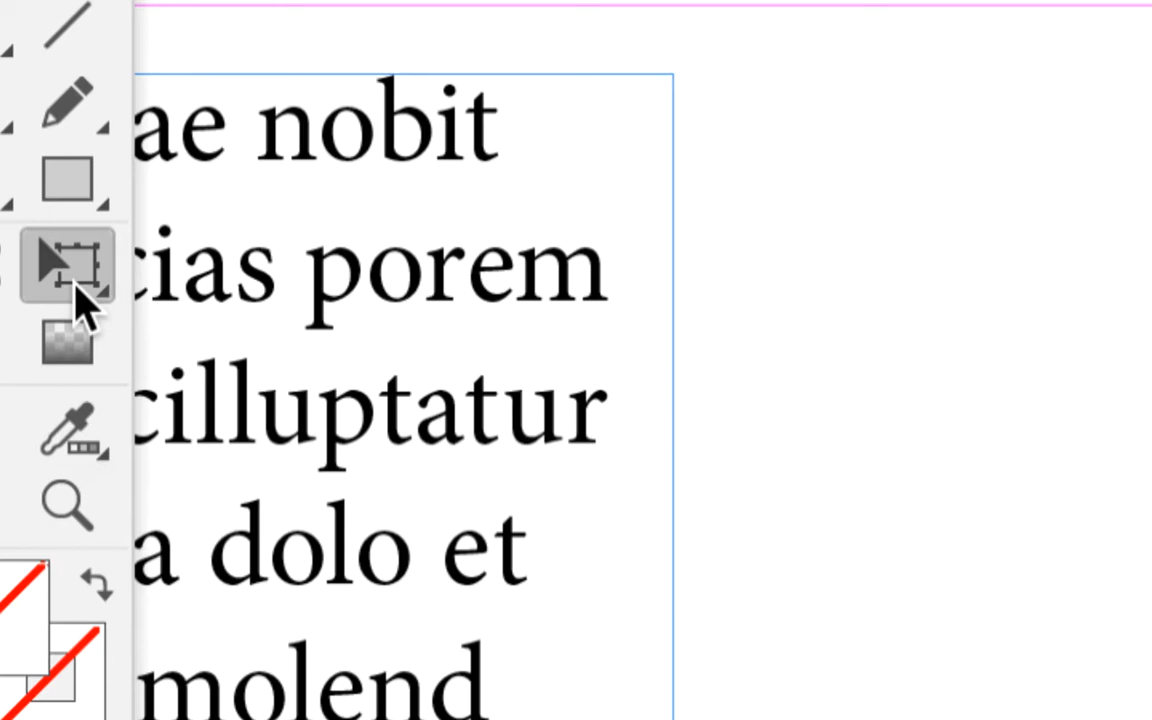 ae nobit
cias porem
cilluptatur
a dolo et
molend